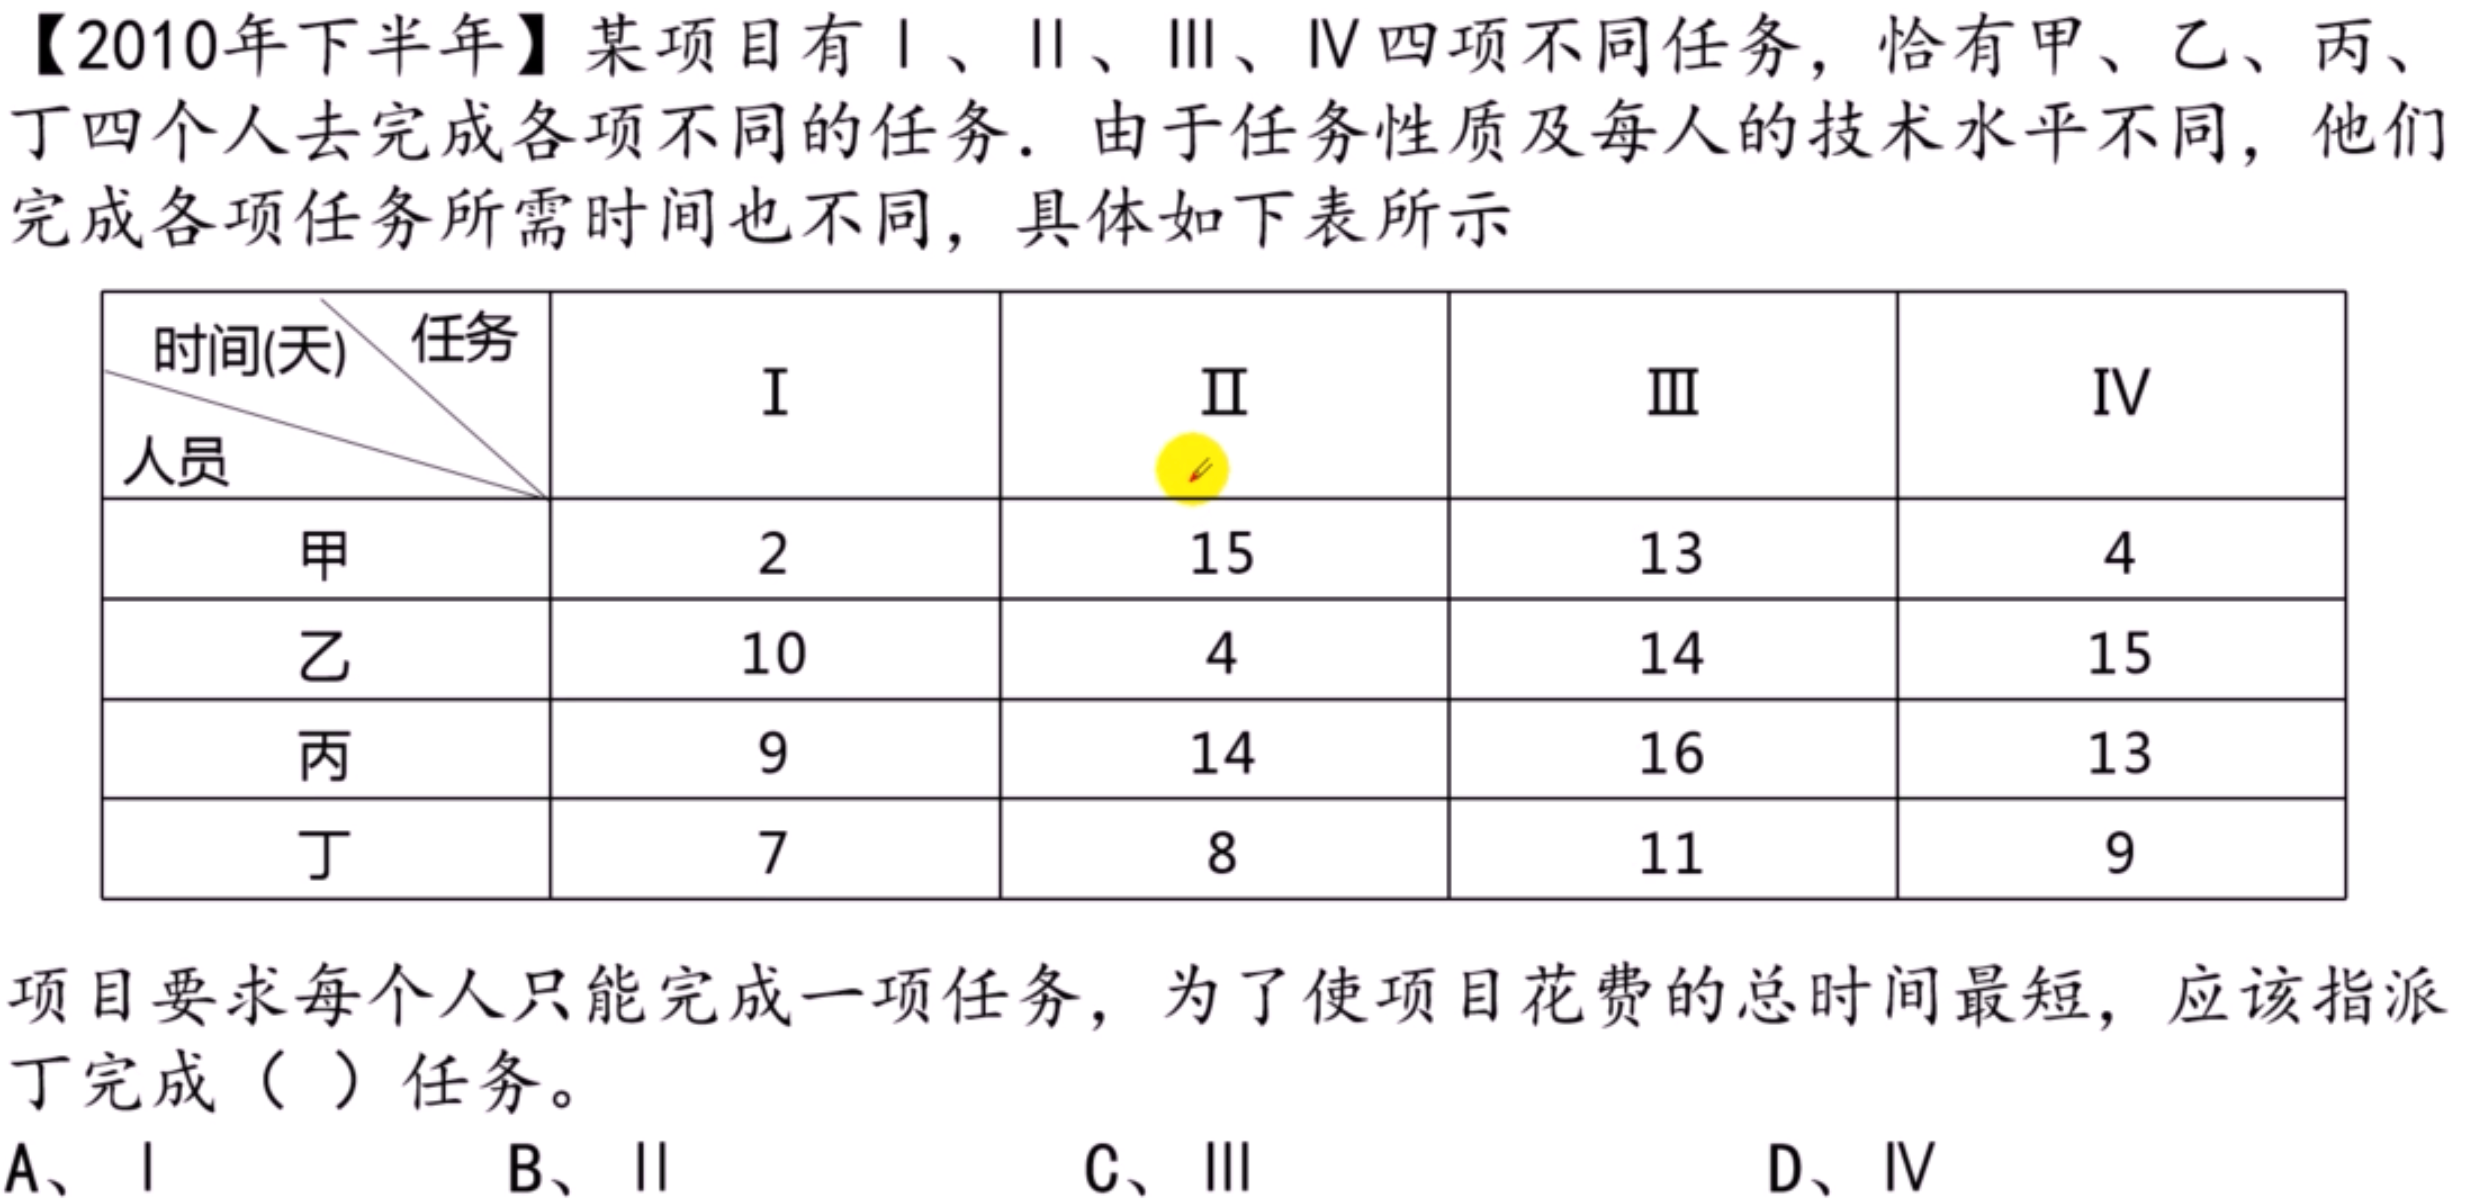 【2010年下半年】某项目有Ⅰ、Ⅱ、Ⅲ、Ⅳ四项不同任务，恰有甲、乙、丙、
丁四个人去完成各项不同的任务．由于任务性质及每人的技术水平不同，他们
完成各项任务所需时间也不同，具体如下表所示
时间(天) 任务 人员 Ⅰ Ⅱ Ⅲ Ⅳ
甲 2 15 13 4
乙 10 4 14 15
丙 9 14 16 13
丁 7 8 11 9
项目要求每个人只能完成一项任务，为了使项目花费的总时间最短，应该指派
丁完成（ ）任务。
A、Ⅰ B、Ⅱ C、Ⅲ D、Ⅳ